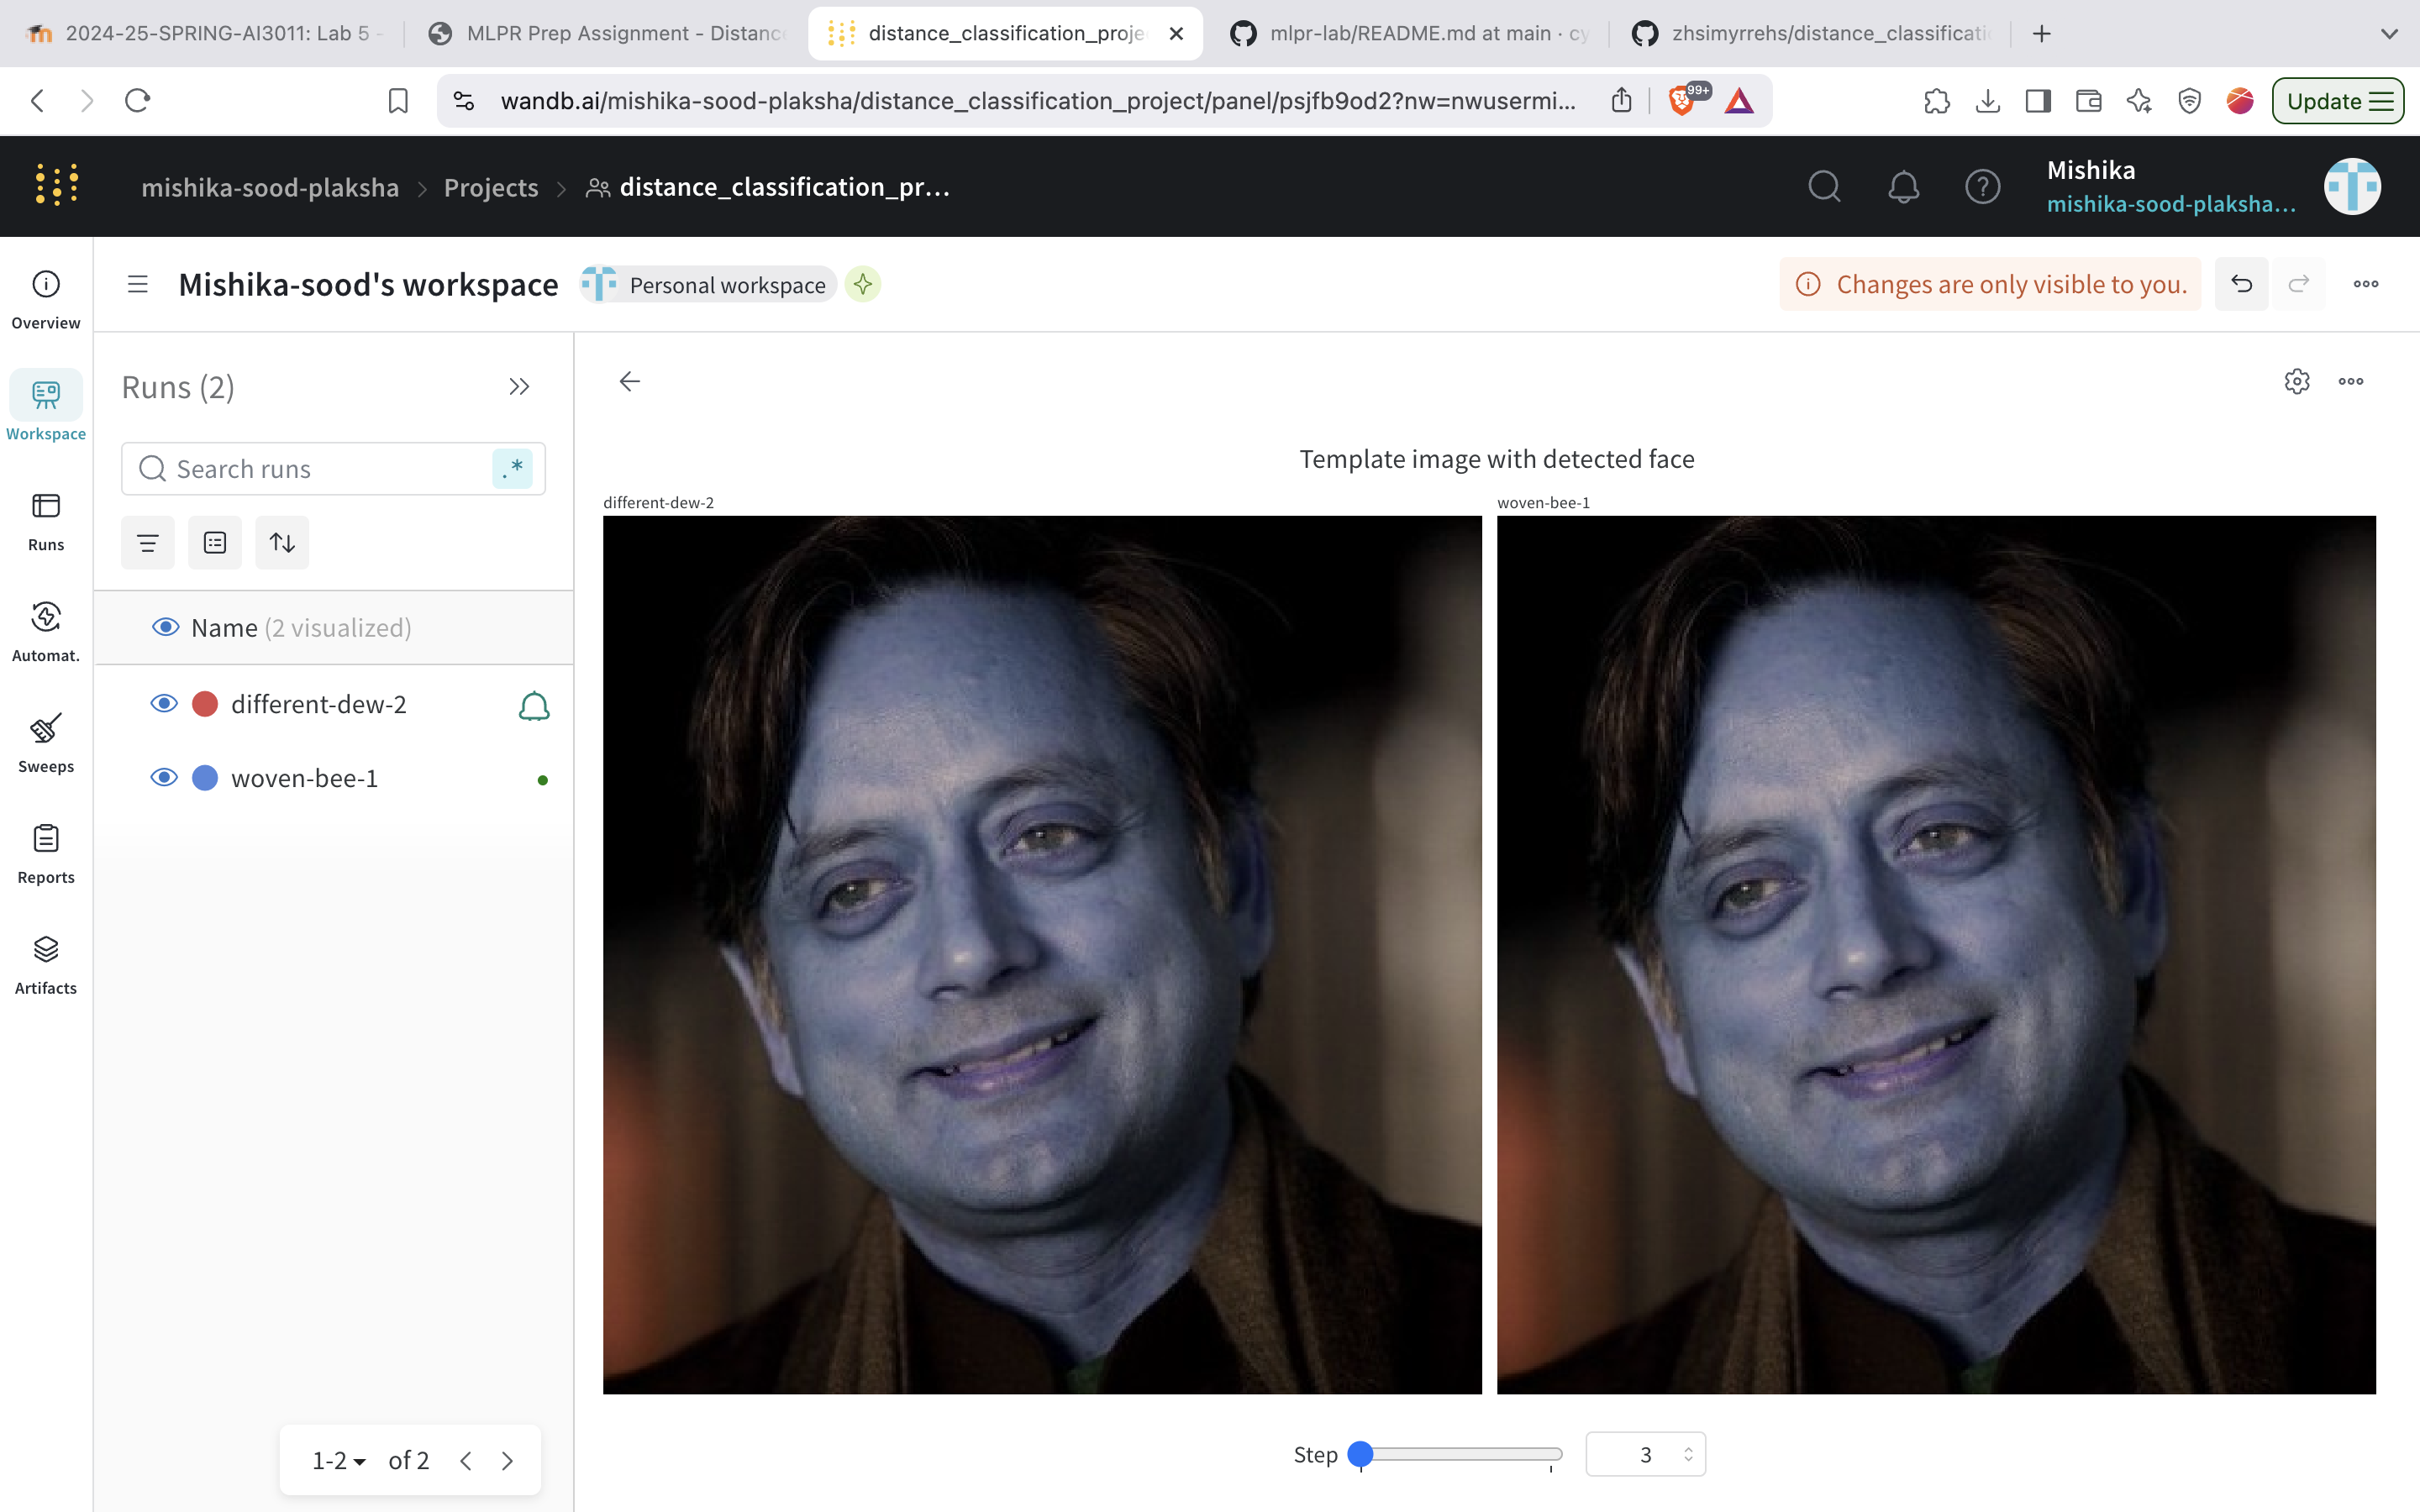 2024-25-SPRING-AI3011: Lab 5 -
MLPR Prep Assignment - Distanc
distance_classification_proje
mlpr-lab/README.md at main · cy
zhsimyrrehs/distance_classificati
wandb.ai/mishika-sood-plaksha/distance_classification_project/panel/psjfb9od2?nw=nwusermi...
99+
Update
mishika-sood-plaksha > Projects > distance_classification_pr...
Mishika
mishika-sood-plaksha...
Mishika-sood's workspace
Personal workspace
Changes are only visible to you.
Overview
Workspace
Runs
Automat.
Sweeps
Reports
Artifacts
Runs (2)
Search runs
.*
Name (2 visualized)
different-dew-2
woven-bee-1
1-2 of 2
Template image with detected face
different-dew-2
woven-bee-1
Step
3